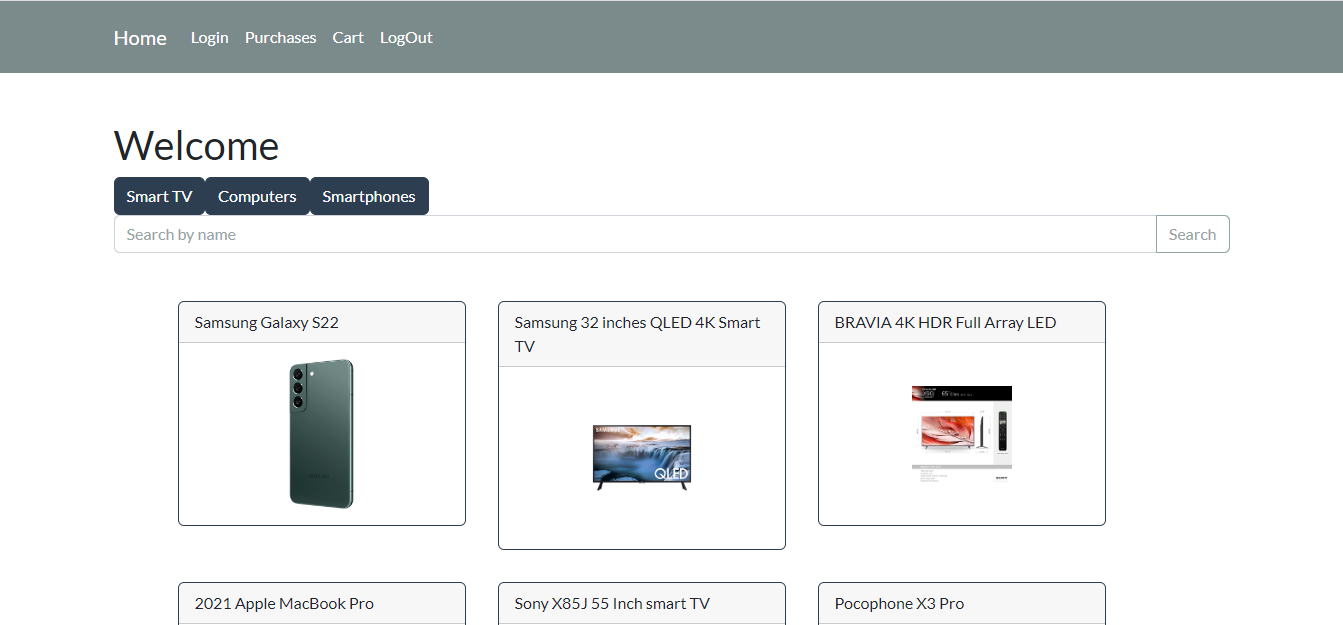 Home Login Purchases Cart LogOut
Welcome
Smart TV Computers Smartphones
Search by name Search
Samsung Galaxy S22
Samsung 32 inches QLED 4K Smart
TV
BRAVIA 4K HDR Full Array LED
SAMSUNG
QLED
2021 Apple MacBook Pro
Sony X85J 55 Inch smart TV
Pocophone X3 Pro